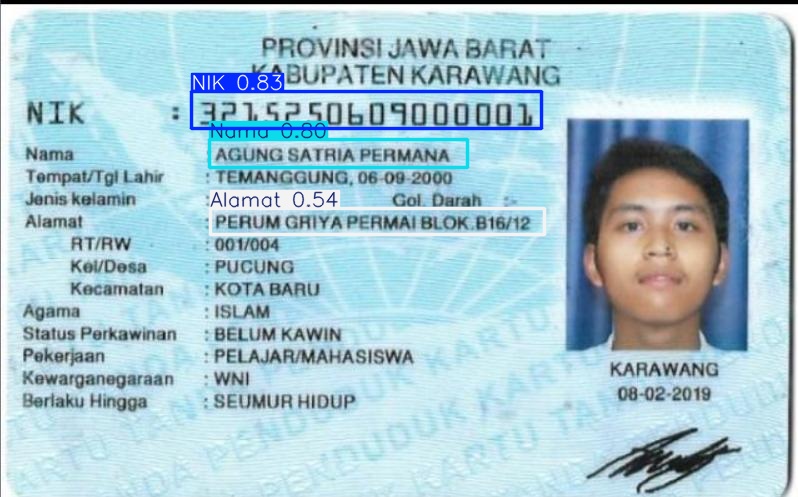 PROVINSI JAWA BARAT
KABUPATEN KARAWANG
NIK 0.83
NIK : 3215250609000001
Nama 0.80
Nama : AGUNG SATRIA PERMANA
Tempat/Tgl Lahir : TEMANGGUNG, 06-09-2000
Jenis kelamin : Alamat 0.54 Gol. Darah :-
Alamat : PERUM GRIYA PERMAI BLOK.B16/12
RT/RW : 001/004
Kel/Desa : PUCUNG
Kecamatan : KOTA BARU
Agama : ISLAM
Status Perkawinan : BELUM KAWIN
Pekerjaan : PELAJAR/MAHASISWA
Kewarganegaraan : WNI
Berlaku Hingga : SEUMUR HIDUP
KARAWANG
08-02-2019